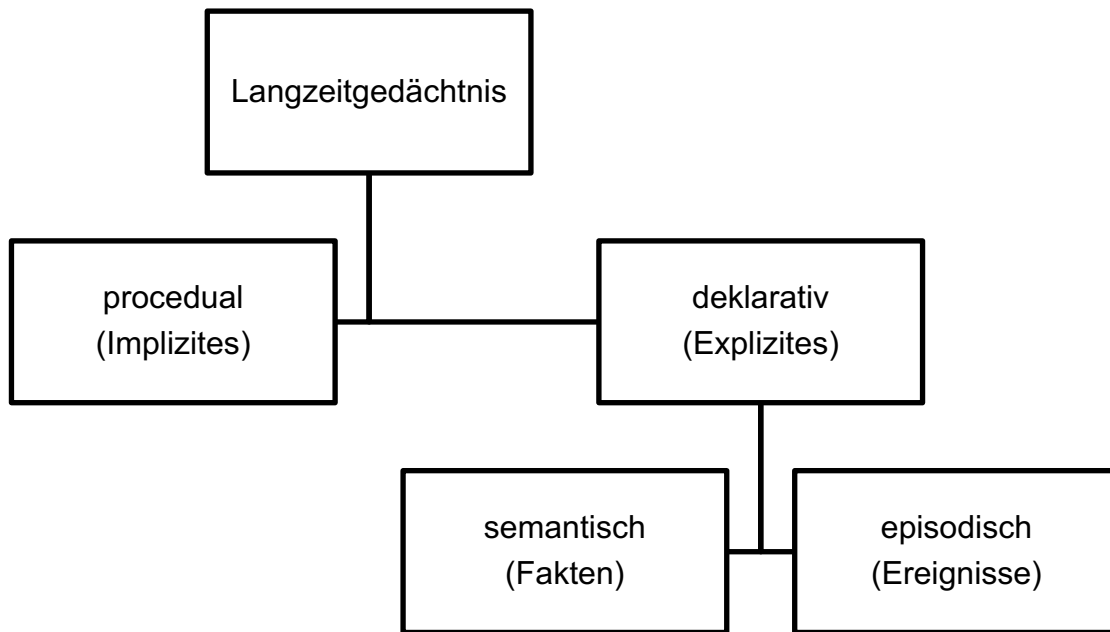 Langzeitgedächtnis
procedual
(Implizites)
deklarativ
(Explizites)
semantisch
(Fakten)
episodisch
(Ereignisse)